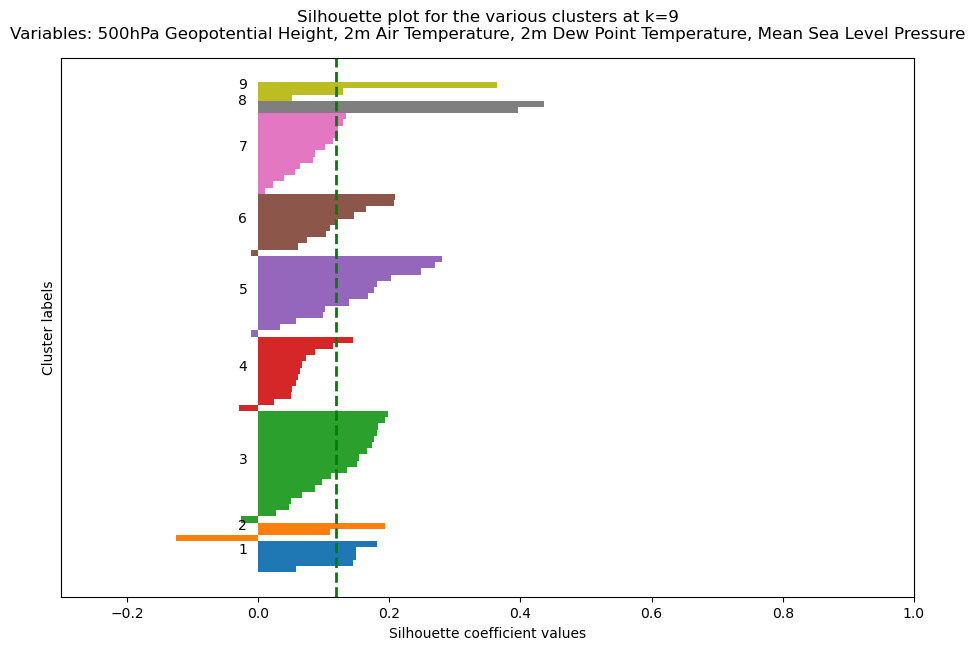 Silhouette plot for the various clusters at k=9
Variables: 500hPa Geopotential Height, 2m Air Temperature, 2m Dew Point Temperature, Mean Sea Level Pressure
9
8
7
6
5
4
3
2
1
Cluster labels
−0.2 0.0 0.2 0.4 0.6 0.8 1.0
Silhouette coefficient values